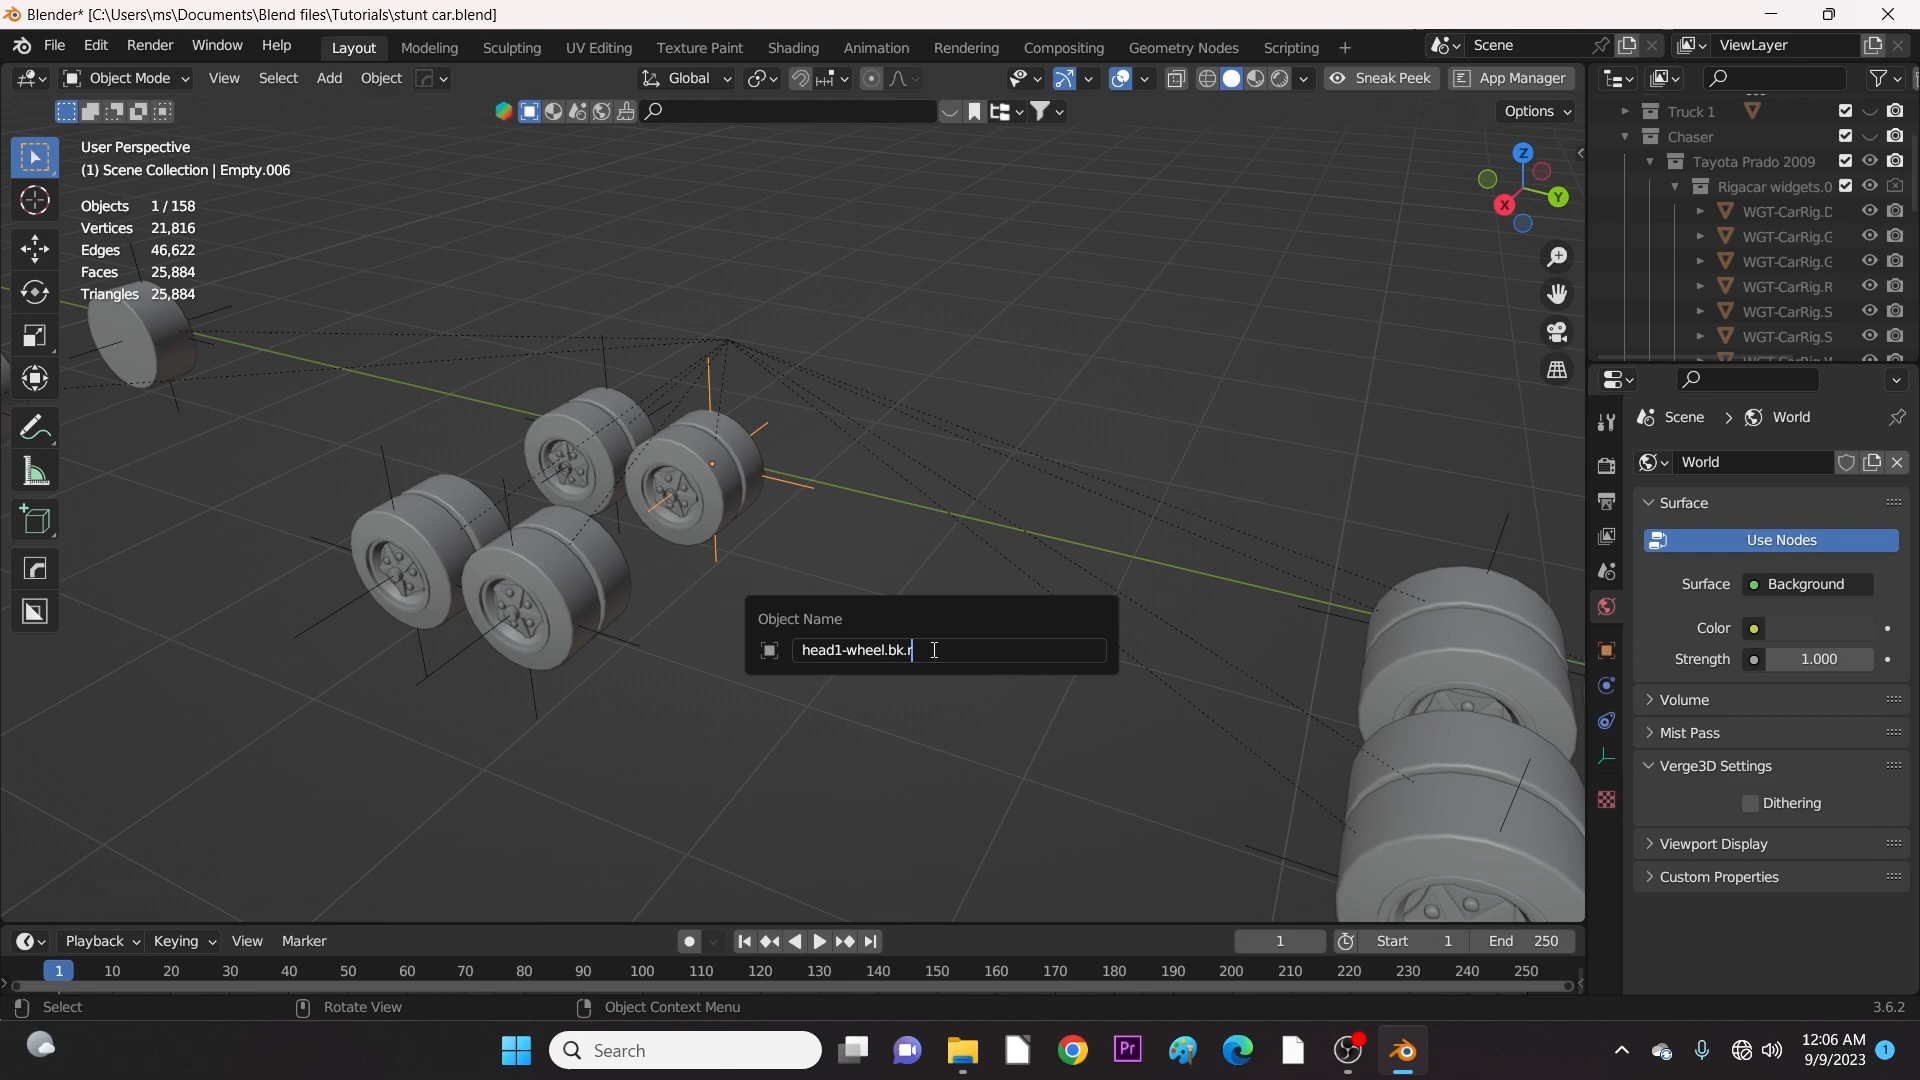 Blender* [C:\Users\ms\Documents\Blend files\Tutorials\stunt car.blend]
File Edit Render Window Help Layout Modeling Sculpting UV Editing Texture Paint Shading Animation Rendering Compositing Geometry Nodes Scripting + Scene ViewLayer
Object Mode View Select Add Object Global Sneak Peek App Manager
Options
User Perspective
(1) Scene Collection | Empty.006
Objects 1/158
Vertices 21,816
Edges 46,622
Faces 25,884
Triangles 25,884
Z
Y
X
Truck 1
Chaser
Tayota Prado 2009
Rigacar widgets.0
WGT-CarRig.D
WGT-CarRig.G
WGT-CarRig.G
WGT-CarRig.R
WGT-CarRig.S
WGT-CarRig.S
Scene > World
World
Surface
Use Nodes
Surface Background
Color
Strength 1.000
Volume
Mist Pass
Verge3D Settings
Dithering
Viewport Display
Custom Properties
Object Name
head1-wheel.bk.r
Playback Keying View Marker 1 Start 1 End 250
1 10 20 30 40 50 60 70 80 90 100 110 120 130 140 150 160 170 180 190 200 210 220 230 240 250
Select Rotate View Object Context Menu 3.6.2
Search
Pr
12:06 AM
9/9/2023
1